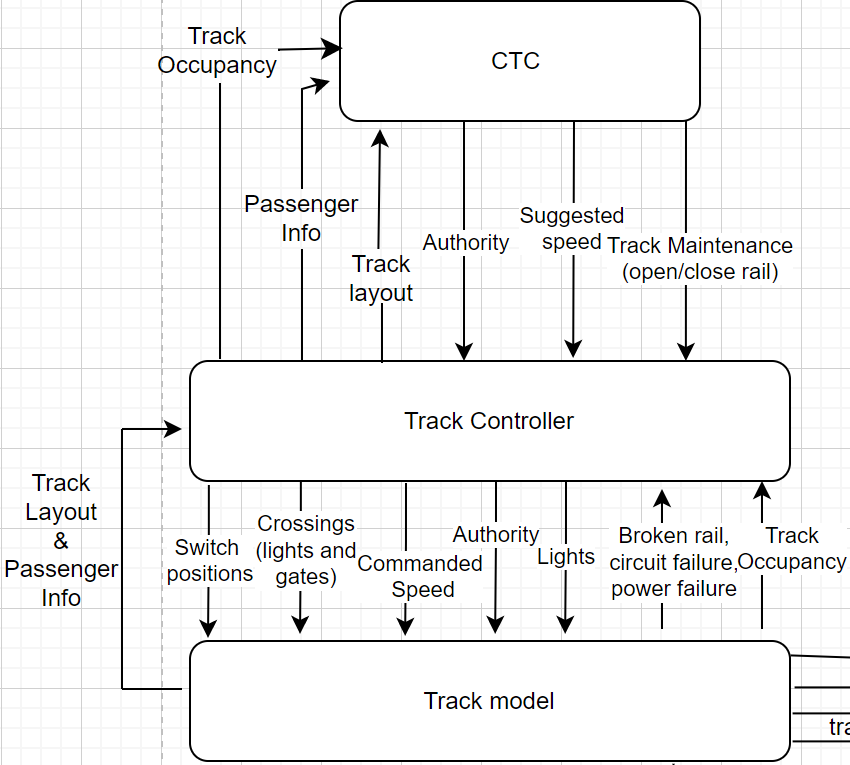 Track
Occupancy
CTC
Passenger
Info
Track
layout
Authority
Suggested
speed
Track Maintenance
(open/close rail)
Track Controller
Track
Layout
&
Passenger
Info
Switch
positions
Crossings
(lights and
gates)
Commanded
Speed
Authority
Lights
Broken rail,
circuit failure,
power failure
Track
Occupancy
Track model